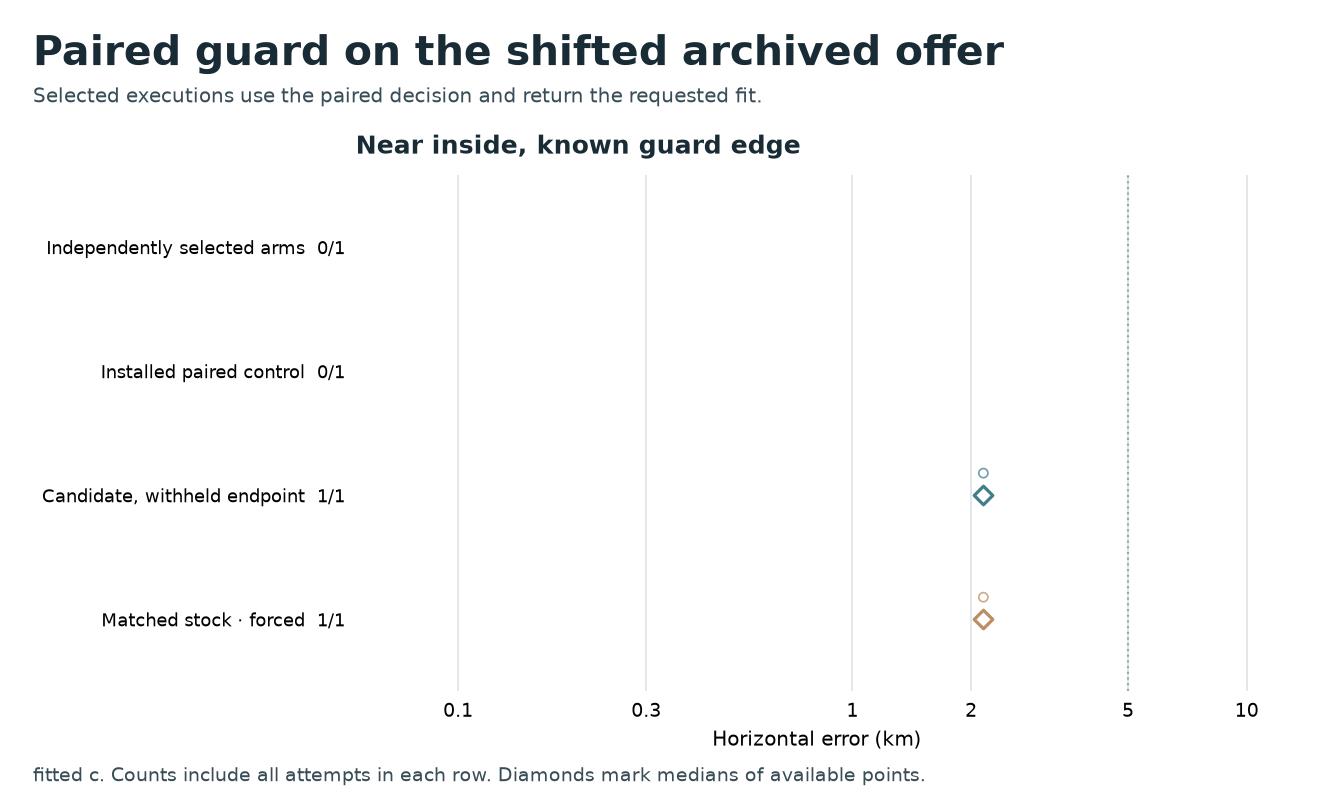 Paired guard on the shifted archived offer
Selected executions use the paired decision and return the requested fit.
Near inside, known guard edge
Independently selected arms 0/1
Installed paired control 0/1
Candidate, withheld endpoint 1/1
Matched stock · forced 1/1
0.1 0.3 1 2 5 10
Horizontal error (km)
fitted c. Counts include all attempts in each row. Diamonds mark medians of available points.